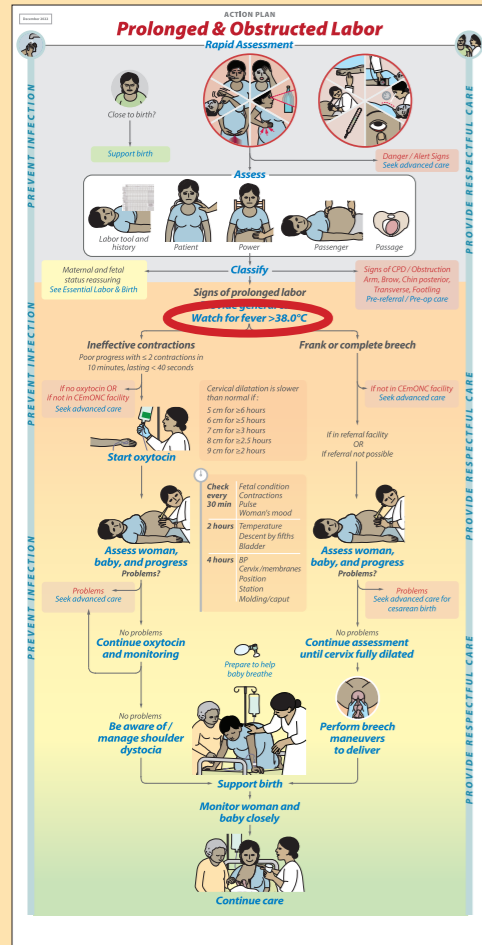 December 2022
ACTION PLAN
Prolonged & Obstructed Labor
Rapid Assessment
PREVENT INFECTION
PROVIDE RESPECTFUL CARE
Close to birth?
Support birth
Danger / Alert Signs
Seek advanced care
Assess
Labor tool and
history
Patient
Power
Passenger
Passage
Maternal and fetal
status reassuring
See Essential Labor & Birth
Classify
Signs of CPD / Obstruction
Arm, Brow, Chin posterior,
Transverse, Footling
Pre-referral / Pre-op care
Signs of prolonged labor
Watch for fever >38.0°C
Ineffective contractions
Poor progress with ≤ 2 contractions in
10 minutes, lasting < 40 seconds
Frank or complete breech
PREVENT INFECTION
PROVIDE RESPECTFUL CARE
If no oxytocin OR
if not in CEmONC facility
Seek advanced care
Cervical dilatation is slower
than normal if :
5 cm for ≥6 hours
6 cm for ≥5 hours
7 cm for ≥3 hours
8 cm for ≥2.5 hours
9 cm for ≥2 hours
If not in CEmONC facility
Seek advanced care
If in referral facility
OR
If referral not possible
Start oxytocin
Check
every
30 min
Fetal condition
Contractions
Pulse
Woman's mood
2 hours
Temperature
Descent by fifths
Bladder
4 hours
BP
Cervix/membranes
Position
Station
Molding/caput
Assess woman,
baby, and progress
Problems?
Assess woman,
baby, and progress
Problems?
Problems
Seek advanced care
Problems
Seek advanced care for
cesarean birth
PREVENT INFECTION
PROVIDE RESPECTFUL CARE
No problems
Continue oxytocin
and monitoring
Prepare to help
baby breathe
No problems
Continue assessment
until cervix fully dilated
No problems
Be aware of /
manage shoulder
dystocia
Perform breech
maneuvers
to deliver
Support birth
Monitor woman and
baby closely
Continue care